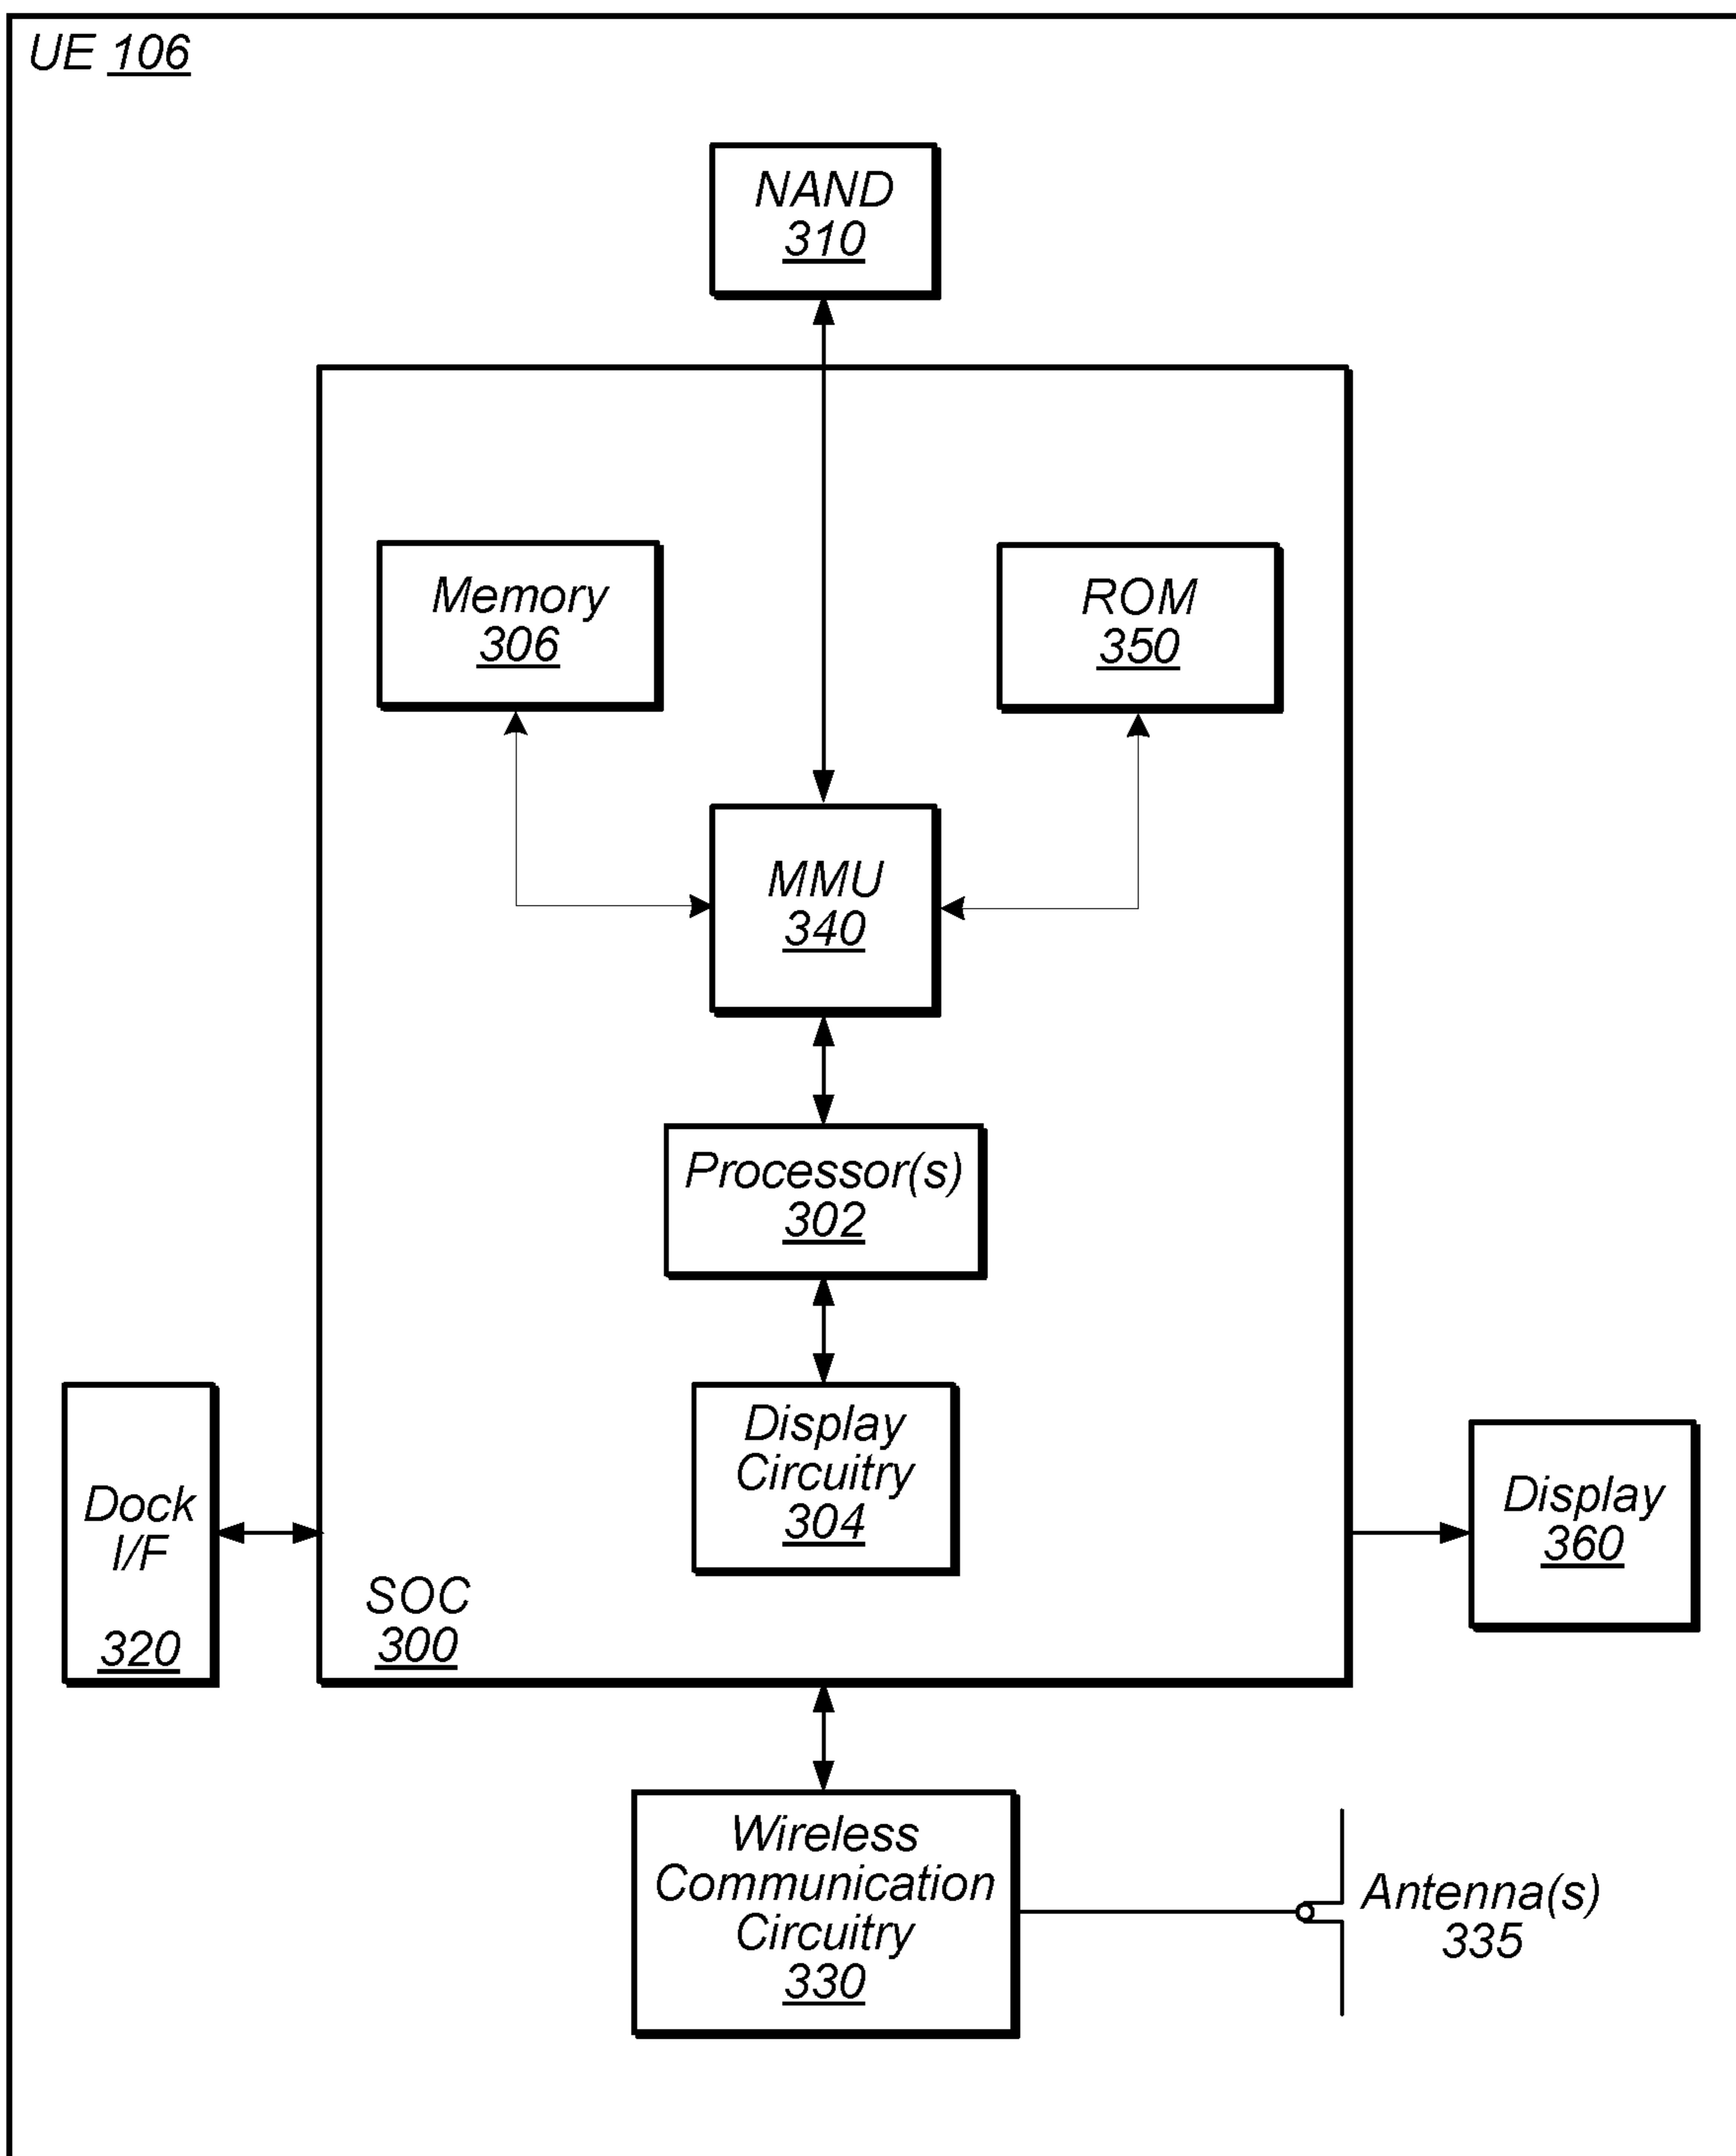 UE 106
NAND
310
Memory
306
ROM
350
MMU
340
Processor(s)
302
Display
Circuitry
304
Dock
I/F
320
SOC
300
Display
360
Wireless
Communication
Circuitry
330
Antenna(s)
335